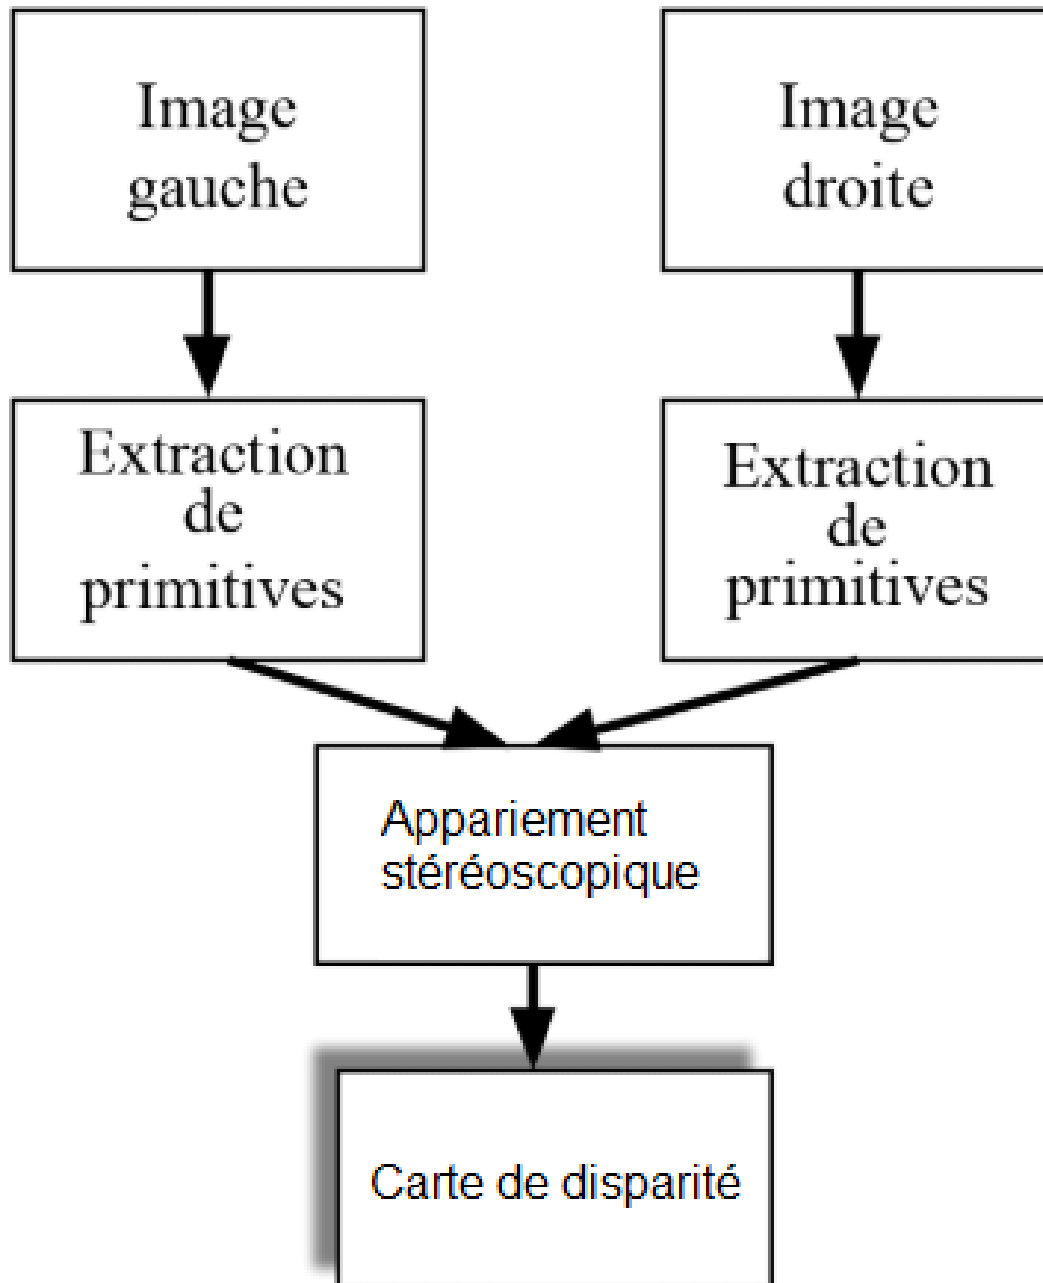 Image
gauche
Image
droite
Extraction
de
primitives
Extraction
de
primitives
Appariement
stéréoscopique
Carte de disparité